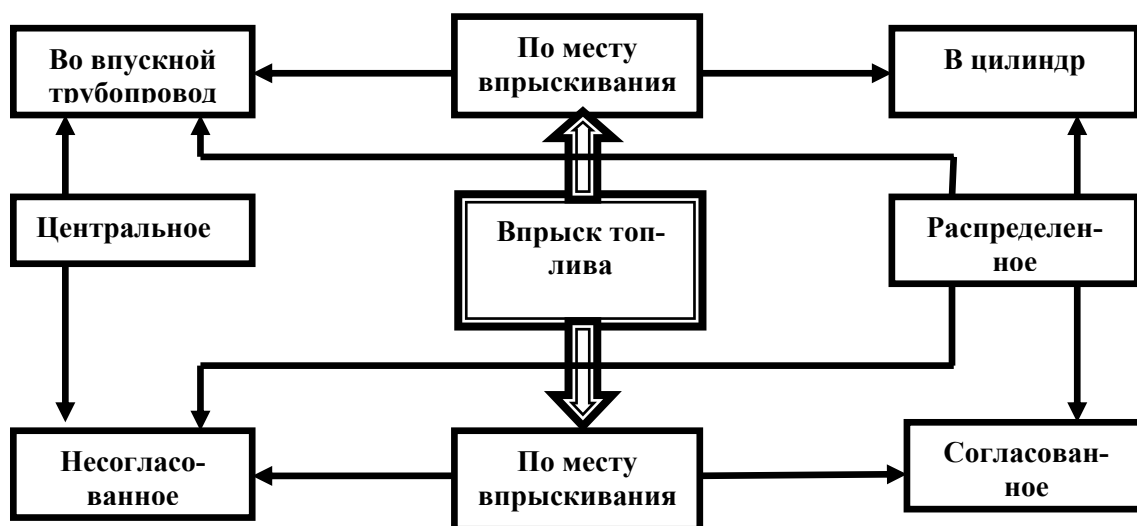 Во впускной
трубопровод
По месту
впрыскивания
В цилиндр
Центральное
Впрыск топ-
лива
Распределен-
ное
Несогласо-
ванное
По месту
впрыскивания
Согласован-
ное